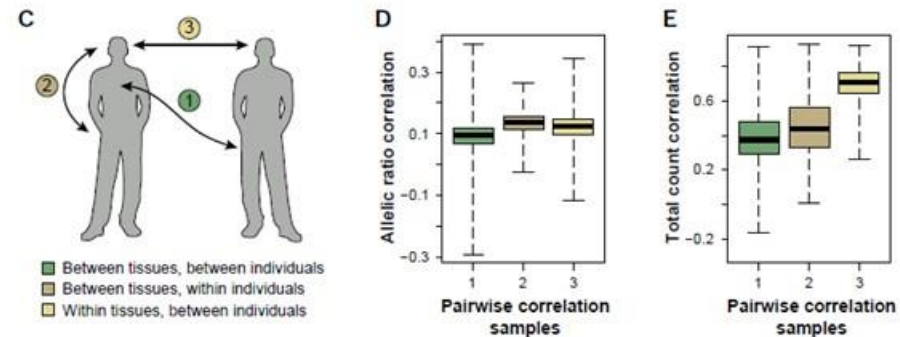 C
3
2
1
Between tissues, between individuals
Between tissues, within individuals
Within tissues, between individuals
D
Allelic ratio correlation
0.3
0.1
−0.1
−0.3
1 2 3
Pairwise correlation
samples
E
Total count correlation
0.6
0.2
−0.2
1 2 3
Pairwise correlation
samples